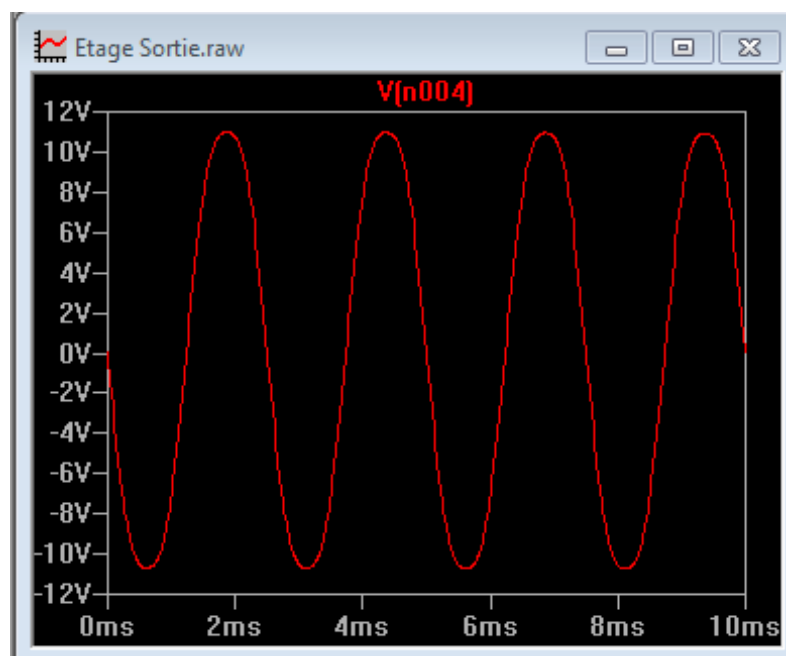 Etage Sortie.raw
V(n004)
12V
10V
8V
6V
4V
2V
0V
-2V
-4V
-6V
-8V
-10V
-12V
0ms 2ms 4ms 6ms 8ms 10ms